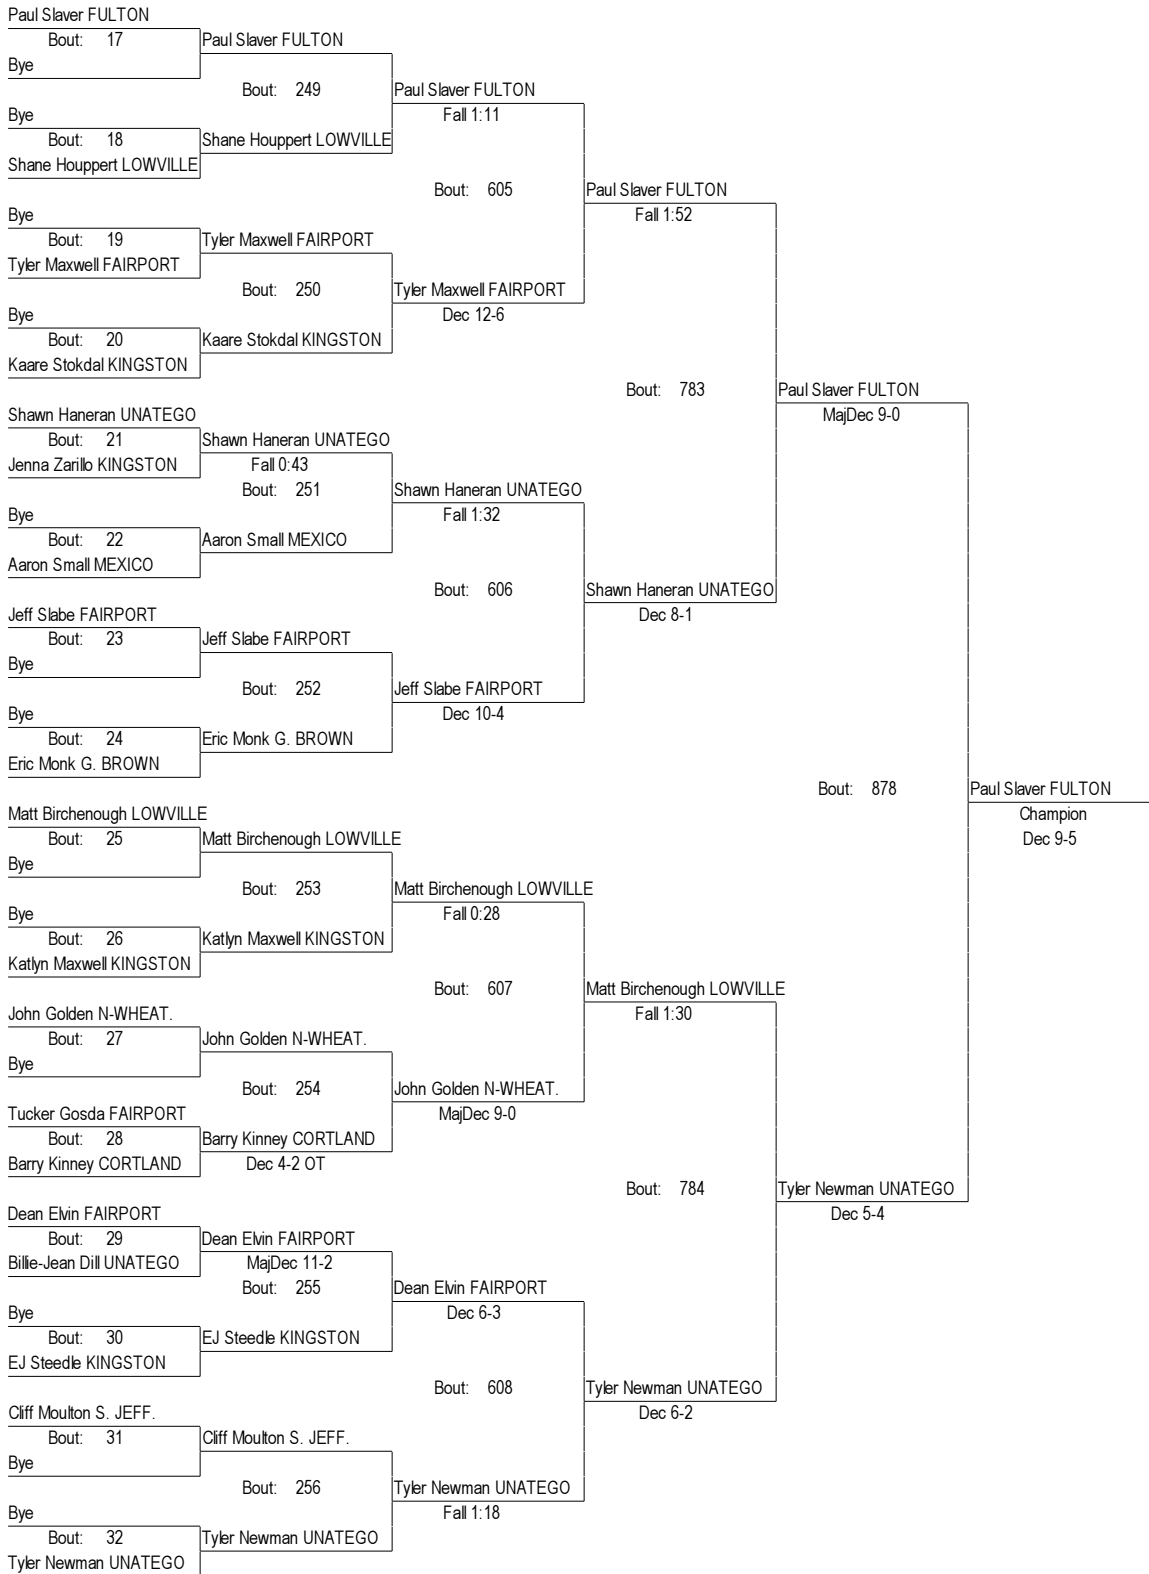 Paul Slaver FULTON
Bout: 17
Paul Slaver FULTON
Bye
Bout: 249
Paul Slaver FULTON
Bye
Fall 1:11
Bout: 18
Shane Houppert LOWVILLE
Shane Houppert LOWVILLE
Bout: 605
Paul Slaver FULTON
Bye
Fall 1:52
Bout: 19
Tyler Maxwell FAIRPORT
Tyler Maxwell FAIRPORT
Bout: 250
Tyler Maxwell FAIRPORT
Bye
Dec 12-6
Bout: 20
Kaare Stokdal KINGSTON
Kaare Stokdal KINGSTON
Bout: 783
Paul Slaver FULTON
Shawn Haneran UNATEGO
MajDec 9-0
Bout: 21
Shawn Haneran UNATEGO
Jenna Zarillo KINGSTON
Fall 0:43
Bout: 251
Shawn Haneran UNATEGO
Bye
Fall 1:32
Bout: 22
Aaron Small MEXICO
Aaron Small MEXICO
Bout: 606
Shawn Haneran UNATEGO
Jeff Slabe FAIRPORT
Dec 8-1
Bout: 23
Jeff Slabe FAIRPORT
Bye
Bout: 252
Jeff Slabe FAIRPORT
Bye
Dec 10-4
Bout: 24
Eric Monk G. BROWN
Eric Monk G. BROWN
Bout: 878
Paul Slaver FULTON
Matt Birchenough LOWVILLE
Champion
Bout: 25
Matt Birchenough LOWVILLE
Dec 9-5
Bye
Bout: 253
Matt Birchenough LOWVILLE
Bye
Fall 0:28
Bout: 26
Katlyn Maxwell KINGSTON
Katlyn Maxwell KINGSTON
Bout: 607
Matt Birchenough LOWVILLE
John Golden N-WHEAT.
Fall 1:30
Bout: 27
John Golden N-WHEAT.
Bye
Bout: 254
John Golden N-WHEAT.
Tucker Gosda FAIRPORT
MajDec 9-0
Bout: 28
Barry Kinney CORTLAND
Barry Kinney CORTLAND
Dec 4-2 OT
Bout: 784
Tyler Newman UNATEGO
Dean Elvin FAIRPORT
Dec 5-4
Bout: 29
Dean Elvin FAIRPORT
Billie-Jean Dill UNATEGO
MajDec 11-2
Bout: 255
Dean Elvin FAIRPORT
Bye
Dec 6-3
Bout: 30
EJ Steedle KINGSTON
EJ Steedle KINGSTON
Bout: 608
Tyler Newman UNATEGO
Cliff Moulton S. JEFF.
Dec 6-2
Bout: 31
Cliff Moulton S. JEFF.
Bye
Bout: 256
Tyler Newman UNATEGO
Bye
Fall 1:18
Bout: 32
Tyler Newman UNATEGO
Tyler Newman UNATEGO